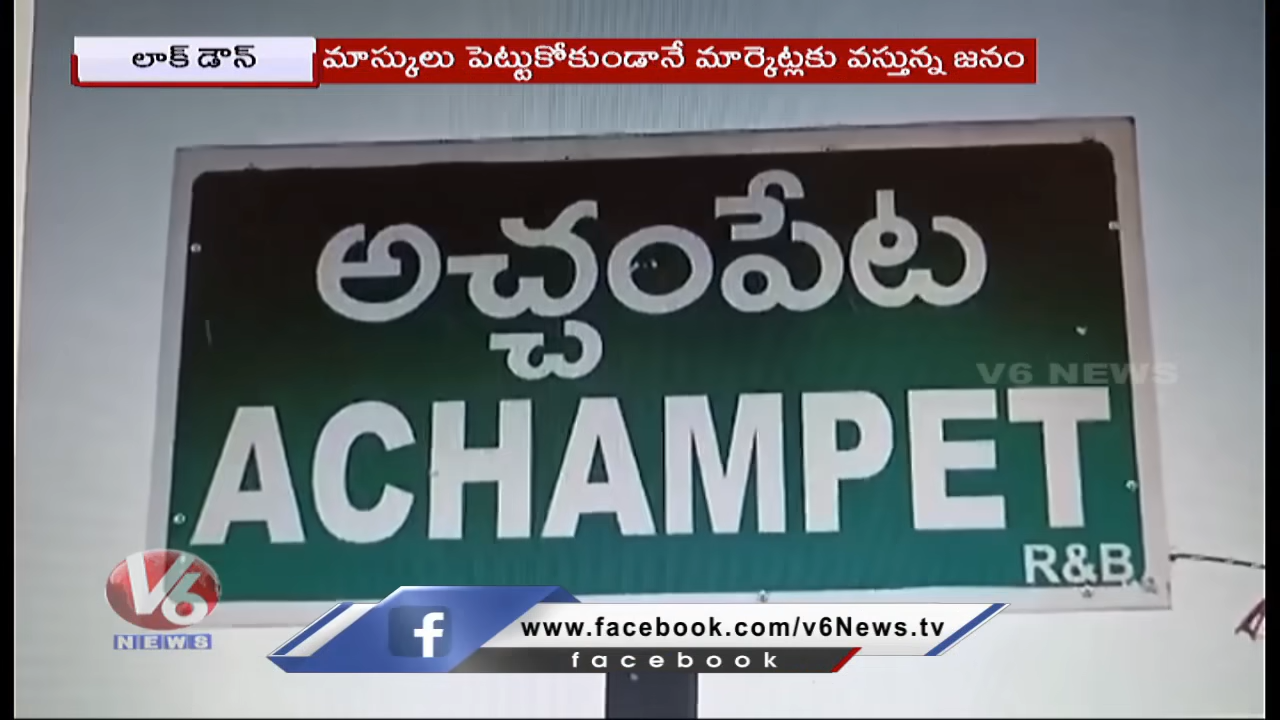 లాక్ డౌన్ మాస్కులు పెట్టుకోకుండానే మార్కెట్లకు వస్తున్న జనం
అచ్చంపేట
V6 NEWS
ACHAMPET
R&B
V6
NEWS
www.facebook.com/v6News.tv
facebook